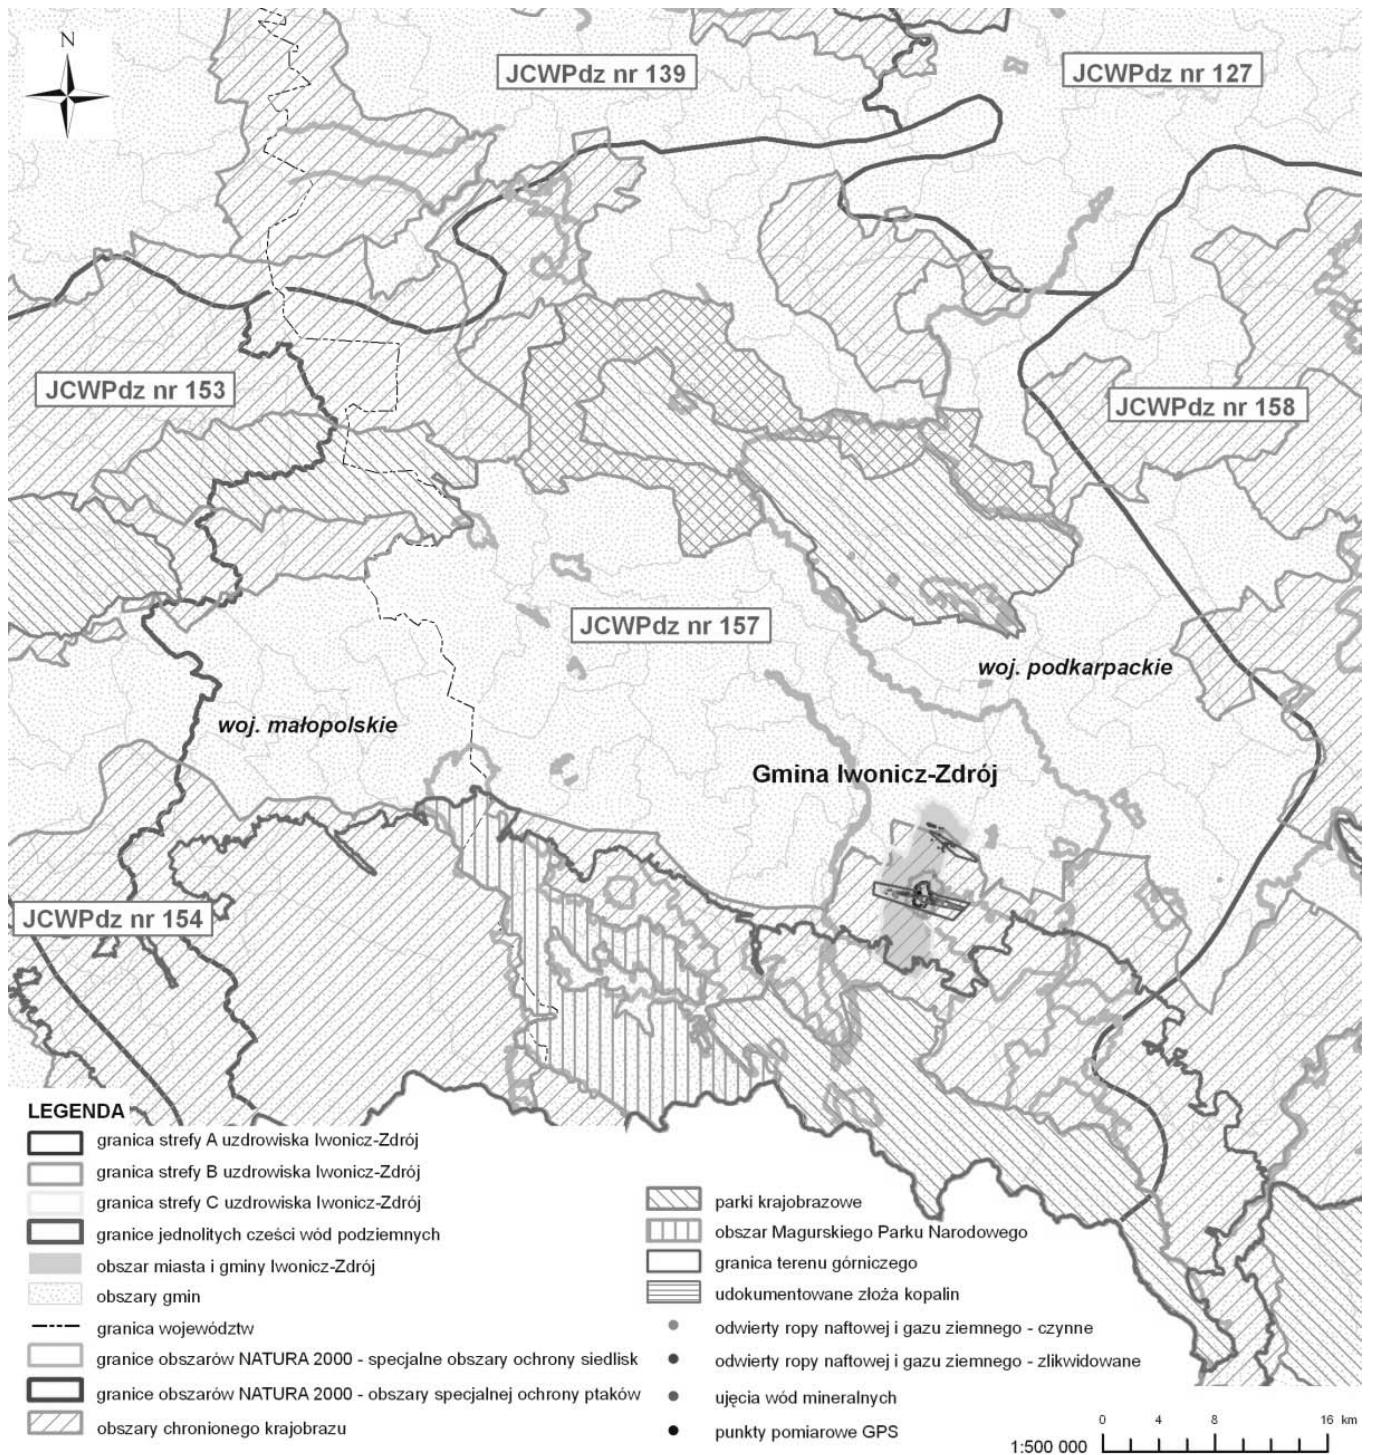 N
JCWPdz nr 139
JCWPdz nr 127
JCWPdz nr 153
JCWPdz nr 158
JCWPdz nr 157
woj. podkarpackie
woj. małopolskie
Gmina Iwonicz-Zdrój
JCWPdz nr 154
LEGENDA
granica strefy A uzdrowiska Iwonicz-Zdrój
granica strefy B uzdrowiska Iwonicz-Zdrój
granica strefy C uzdrowiska Iwonicz-Zdrój
granice jednolitych cześci wód podziemnych
obszar miasta i gminy Iwonicz-Zdrój
obszary gmin
granica województw
granice obszarów NATURA 2000 - specjalne obszary ochrony siedlisk
granice obszarów NATURA 2000 - obszary specjalnej ochrony ptaków
obszary chronionego krajobrazu
parki krajobrazowe
obszar Magurskiego Parku Narodowego
granica terenu górniczego
udokumentowane złoża kopalin
odwierty ropy naftowej i gazu ziemnego - czynne
odwierty ropy naftowej i gazu ziemnego - zlikwidowane
ujęcia wód mineralnych
punkty pomiarowe GPS
0 4 8 16 km
1:500 000